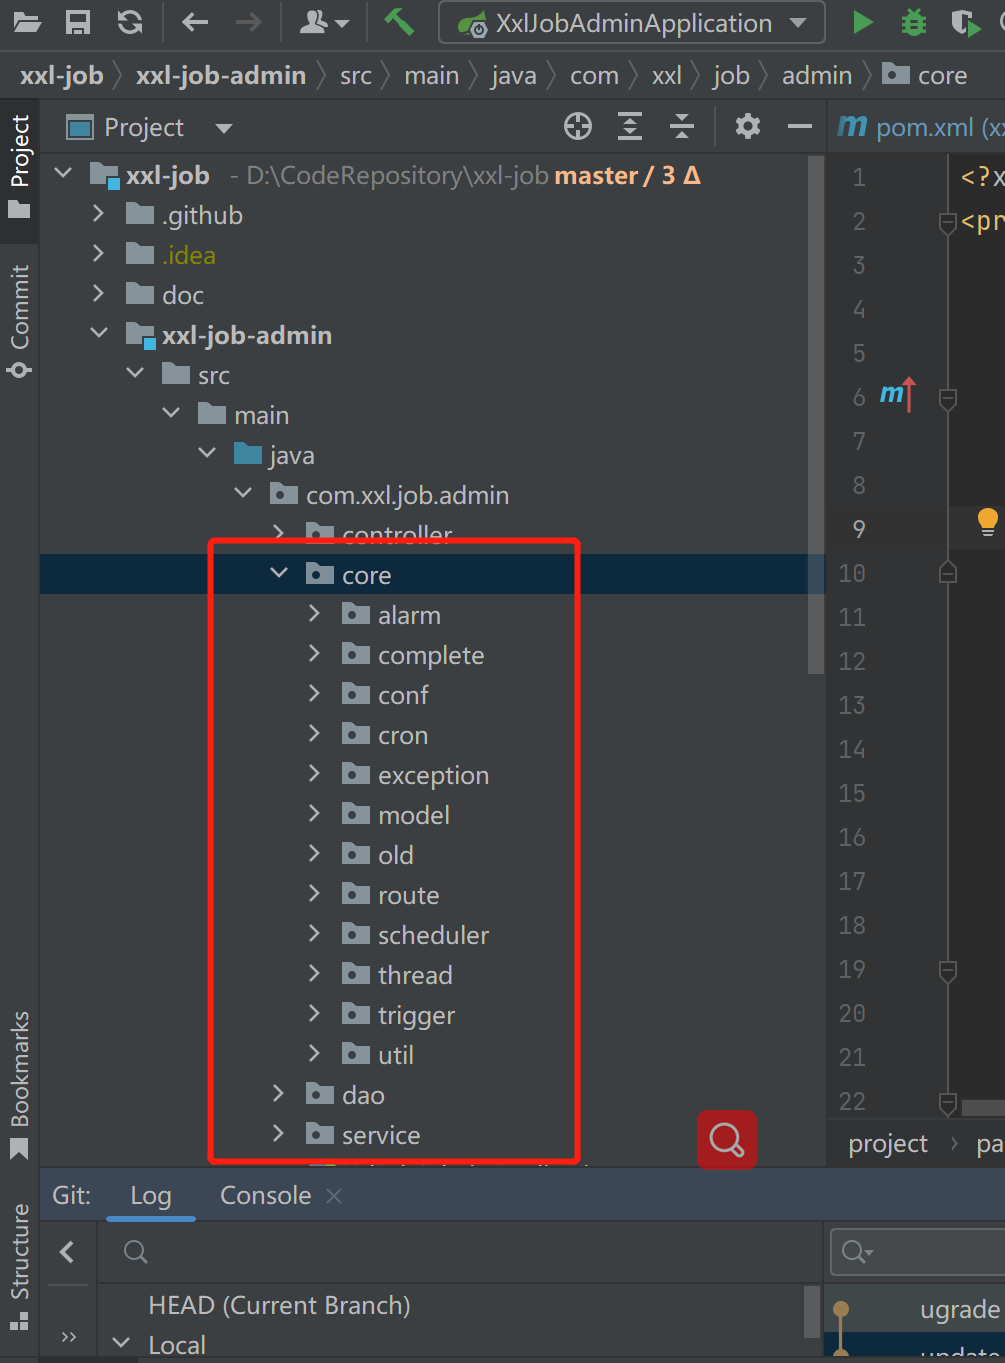 XxlJobAdminApplication
xxl-job xxl-job-admin src main java com xxl job admin core
Project
Project
pom.xml
xxl-job - D:\CodeRepository\xxl-job master / 3 Δ
.github
.idea
doc
xxl-job-admin
src
main
java
com.xxl.job.admin
controller
core
alarm
complete
conf
cron
exception
model
old
route
scheduler
thread
trigger
util
dao
service
Commit
Bookmarks
Structure
1 <?x
2 <pr
3
4
5
6
7
8
9
10
11
12
13
14
15
16
17
18
19
20
21
22
project › pa
Git: Log Console
HEAD (Current Branch)
Local
ugrade
update